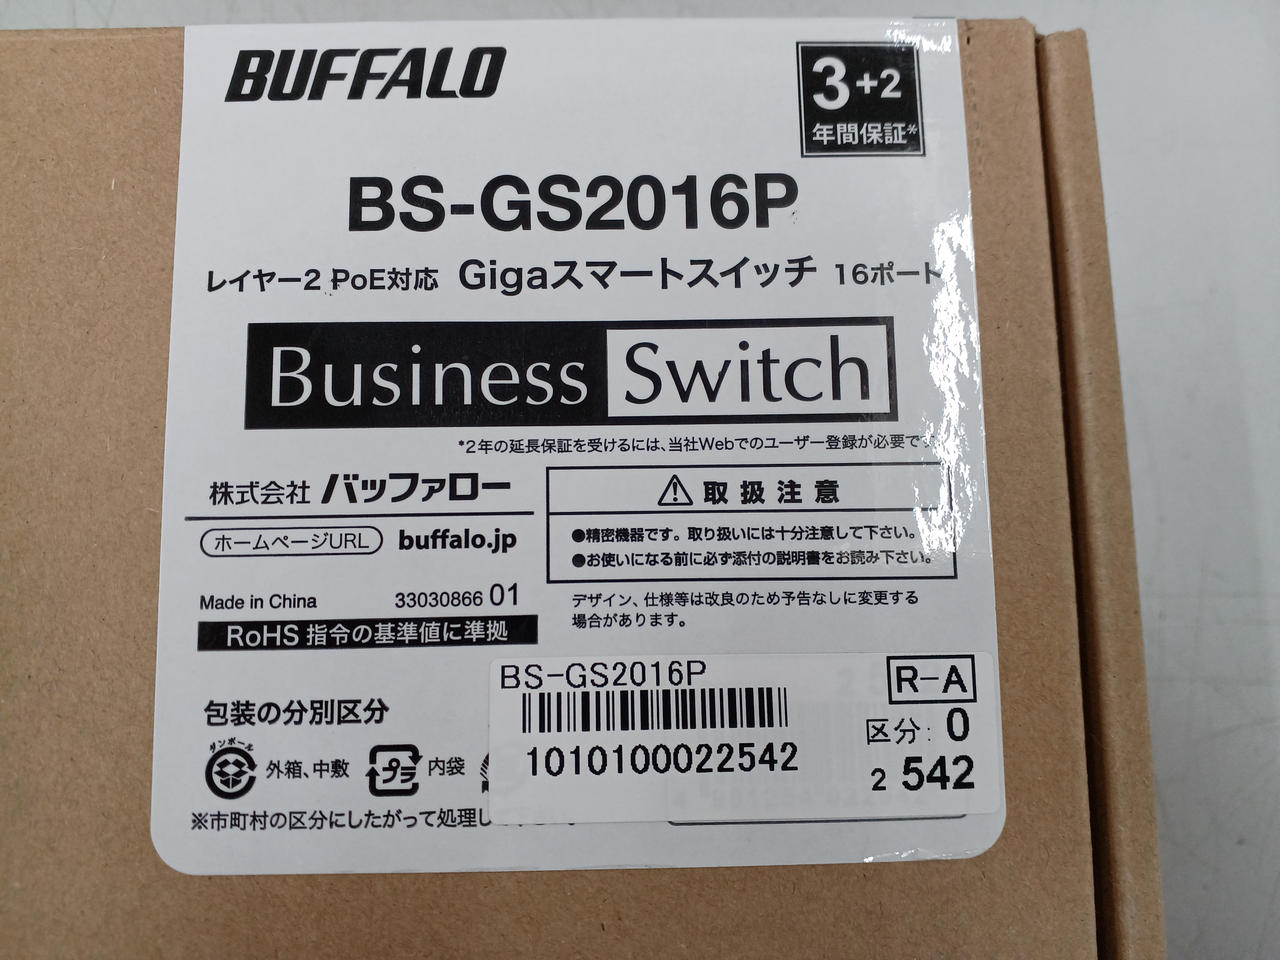 BUFFALO
3+2
年間保証*
BS-GS2016P
レイヤー2 PoE対応 Gigaスマートスイッチ 16ポート
Business Switch
*2年の延長保証を受けるには、当社Webでのユーザー登録が必要です
株式会社 バッファロー
ホームページURL buffalo.jp
Made in China 33030866 01
RoHS 指令の基準値に準拠
⚠ 取扱注意
●精密機器です。取り扱いには十分注意して下さい。
●お使いになる前に必ず添付の説明書をお読み下さい。
デザイン、仕様等は改良のため予告なしに変更する
場合があります。
包装の分別区分
ダンボール
外箱、中敷
プラ
内袋
※市町村の区分にしたがって処理し
BS-GS2016P
R-A
1010100022542
区分: 0
2 542